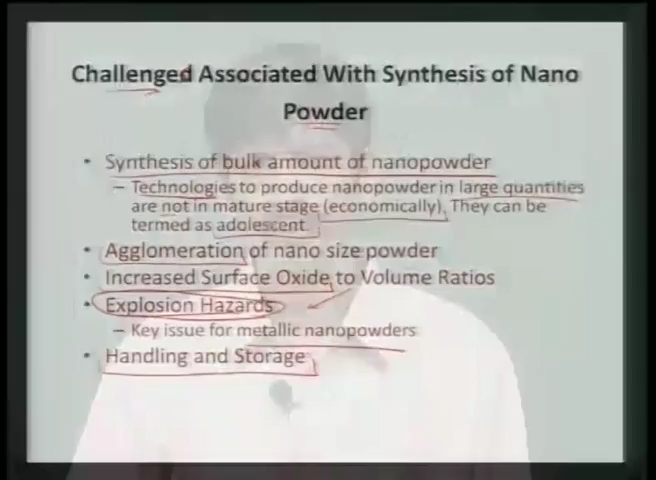 Challenged Associated With Synthesis of Nano
Powder
• Synthesis of bulk amount of nanopowder
– Technologies to produce nanopowder in large quantities
are not in mature stage (economically). They can be
termed as adolescent.
• Agglomeration of nano size powder
• Increased Surface Oxide to Volume Ratios
• Explosion Hazards
– Key issue for metallic nanopowders
• Handling and Storage